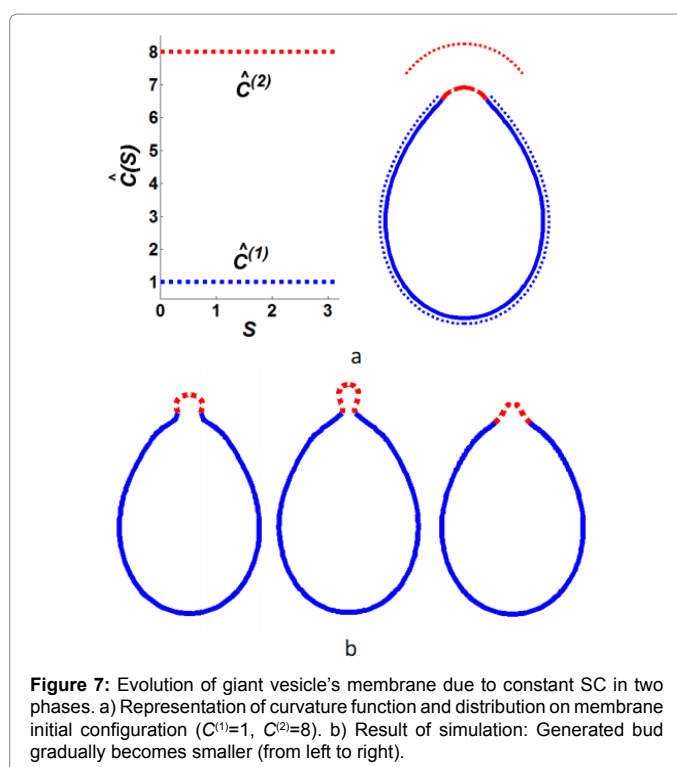 8
7
6
5
4
3
2
1
Ĉ(S)
Ĉ⁽²⁾
Ĉ⁽¹⁾
0 1 2 3
S
a
b
Figure 7: Evolution of giant vesicle's membrane due to constant SC in two
phases. a) Representation of curvature function and distribution on membrane
initial configuration (C⁽¹⁾=1, C⁽²⁾=8). b) Result of simulation: Generated bud
gradually becomes smaller (from left to right).